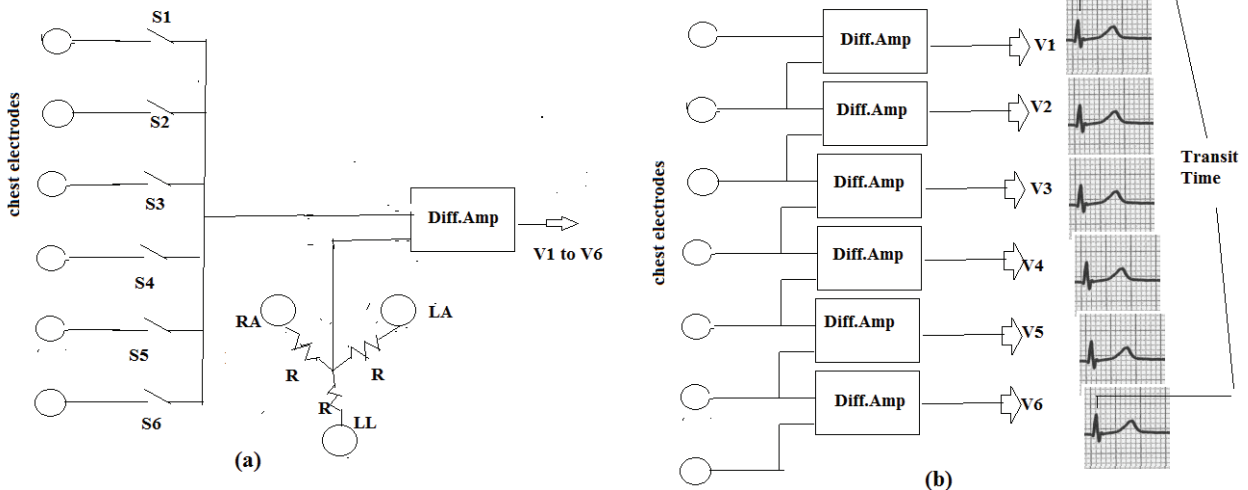 S1
S2
S3
S4
S5
S6
chest electrodes
Diff.Amp
V1 to V6
RA
LA
R
R
R
LL
(a)
chest electrodes
Diff.Amp
Diff.Amp
Diff.Amp
Diff.Amp
Diff.Amp
Diff.Amp
V1
V2
V3
V4
V5
V6
Transit
Time
(b)